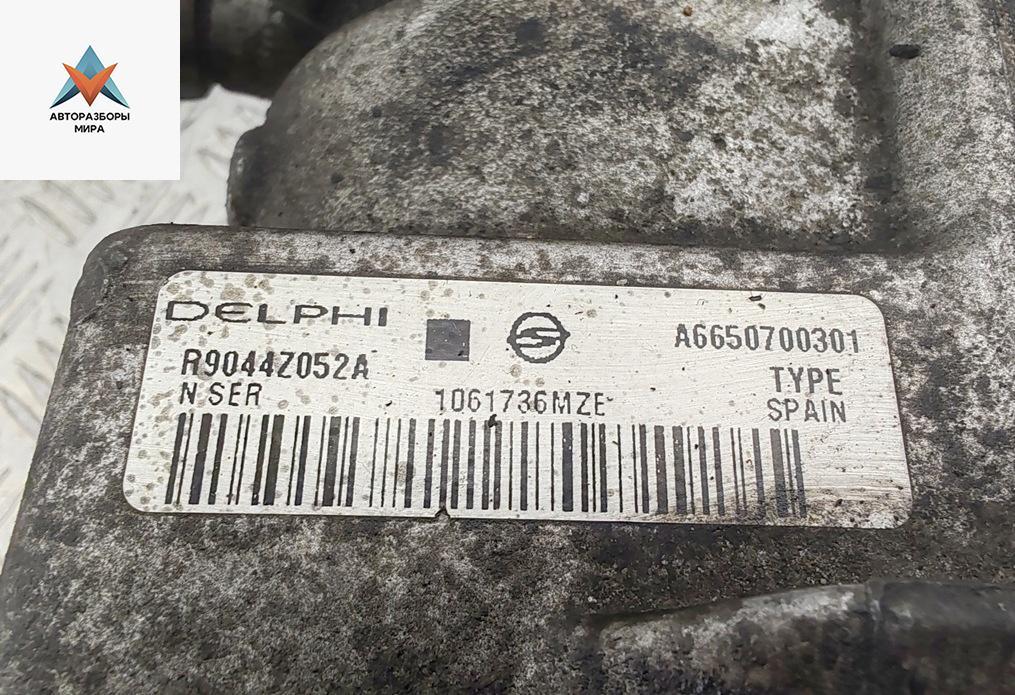 АВТОРАЗБОРЫ
МИРА
DELPHI
A6650700301
R9044Z052A
TYPE
N SER
1061736MZE
SPAIN